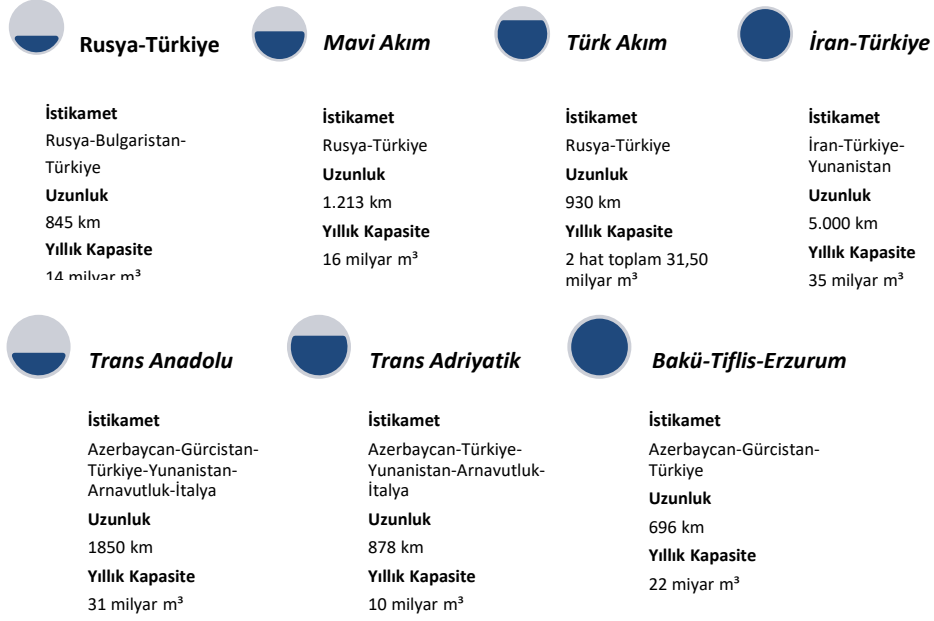 Rusya-Türkiye
İstikamet
Rusya-Bulgaristan-
Türkiye
Uzunluk
845 km
Yıllık Kapasite
14 milyar m³
Mavi Akım
İstikamet
Rusya-Türkiye
Uzunluk
1.213 km
Yıllık Kapasite
16 milyar m³
Türk Akım
İstikamet
Rusya-Türkiye
Uzunluk
930 km
Yıllık Kapasite
2 hat toplam 31,50
milyar m³
İran-Türkiye
İstikamet
İran-Türkiye-
Yunanistan
Uzunluk
5.000 km
Yıllık Kapasite
35 milyar m³
Trans Anadolu
İstikamet
Azerbaycan-Gürcistan-
Türkiye-Yunanistan-
Arnavutluk-İtalya
Uzunluk
1850 km
Yıllık Kapasite
31 milyar m³
Trans Adriyatik
İstikamet
Azerbaycan-Türkiye-
Yunanistan-Arnavutluk-
İtalya
Uzunluk
878 km
Yıllık Kapasite
10 milyar m³
Bakü-Tiflis-Erzurum
İstikamet
Azerbaycan-Gürcistan-
Türkiye
Uzunluk
696 km
Yıllık Kapasite
22 miyar m³